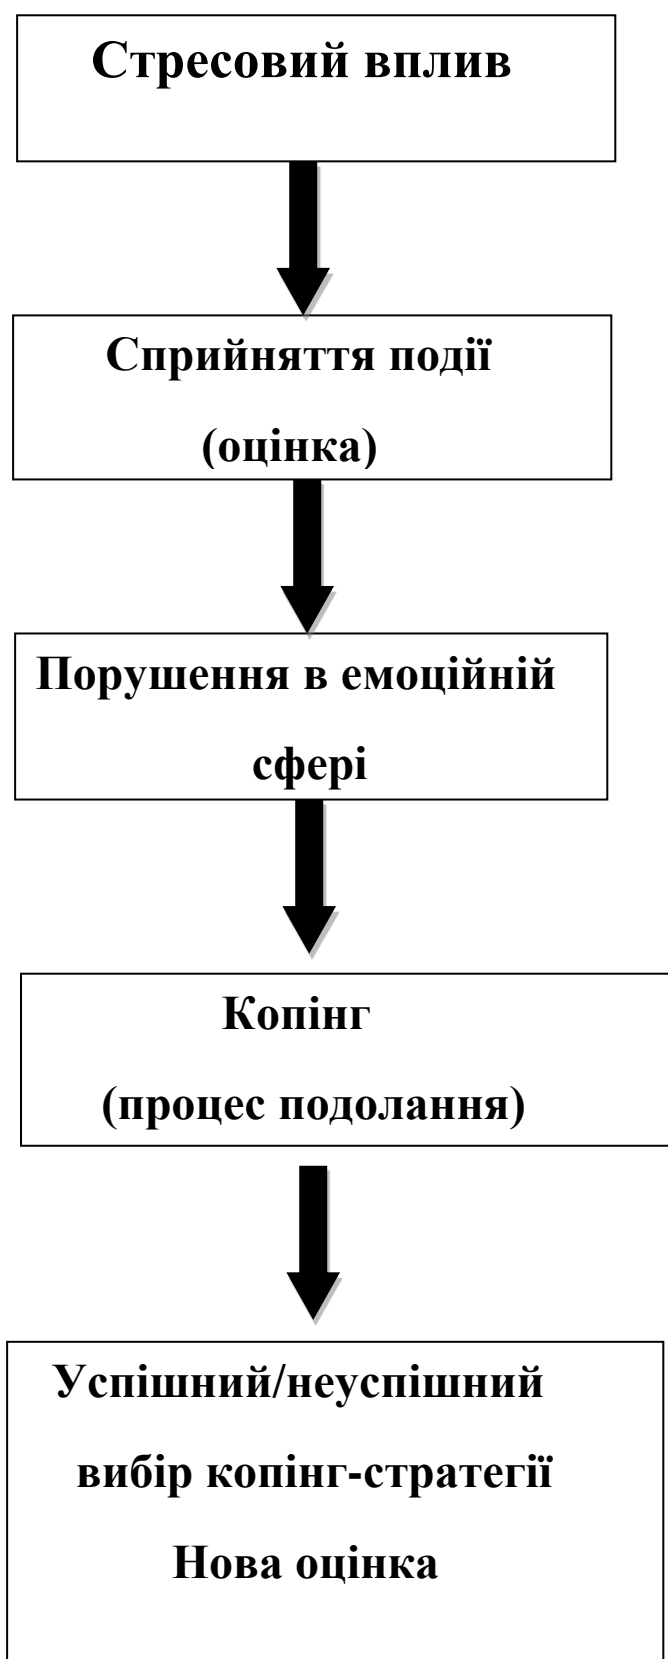 Стресовий вплив
Сприйняття події
(оцінка)
Порушення в емоційній
сфері
Копінг
(процес подолання)
Успішний/неуспішний
вибір копінг-стратегії
Нова оцінка